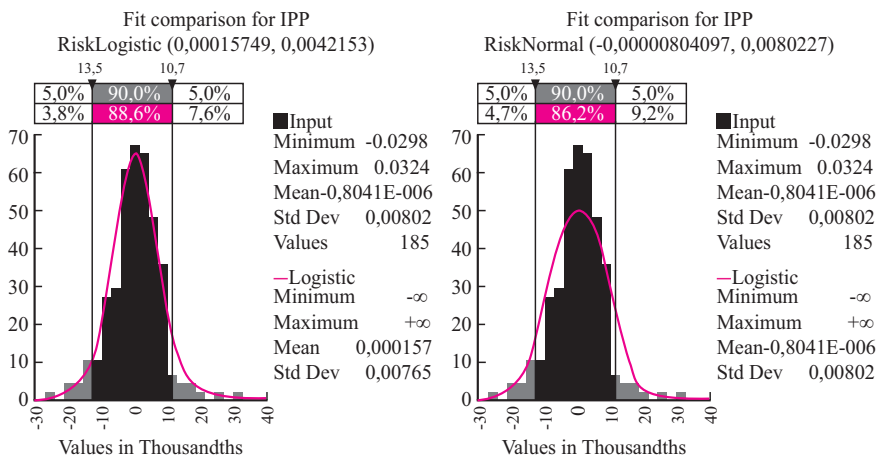 Fit comparison for IPP
RiskLogistic (0,00015749, 0,0042153)
13,5 10,7
5,0% 90,0% 5,0%
3,8% 88,6% 7,6%
70
60
50
40
30
20
10
0
-30 -20 -10 0 10 20 30 40
Values in Thousandths
Input
Minimum -0.0298
Maximum 0.0324
Mean-0,8041E-006
Std Dev 0,00802
Values 185
Logistic
Minimum -∞
Maximum +∞
Mean 0,000157
Std Dev 0,00765
Fit comparison for IPP
RiskNormal (-0,00000804097, 0,0080227)
13,5 10,7
5,0% 90,0% 5,0%
4,7% 86,2% 9,2%
70
60
50
40
30
20
10
0
-30 -20 -10 0 10 20 30 40
Values in Thousandths
Input
Minimum -0.0298
Maximum 0.0324
Mean-0,8041E-006
Std Dev 0,00802
Values 185
Logistic
Minimum -∞
Maximum +∞
Mean-0,8041E-006
Std Dev 0,00802